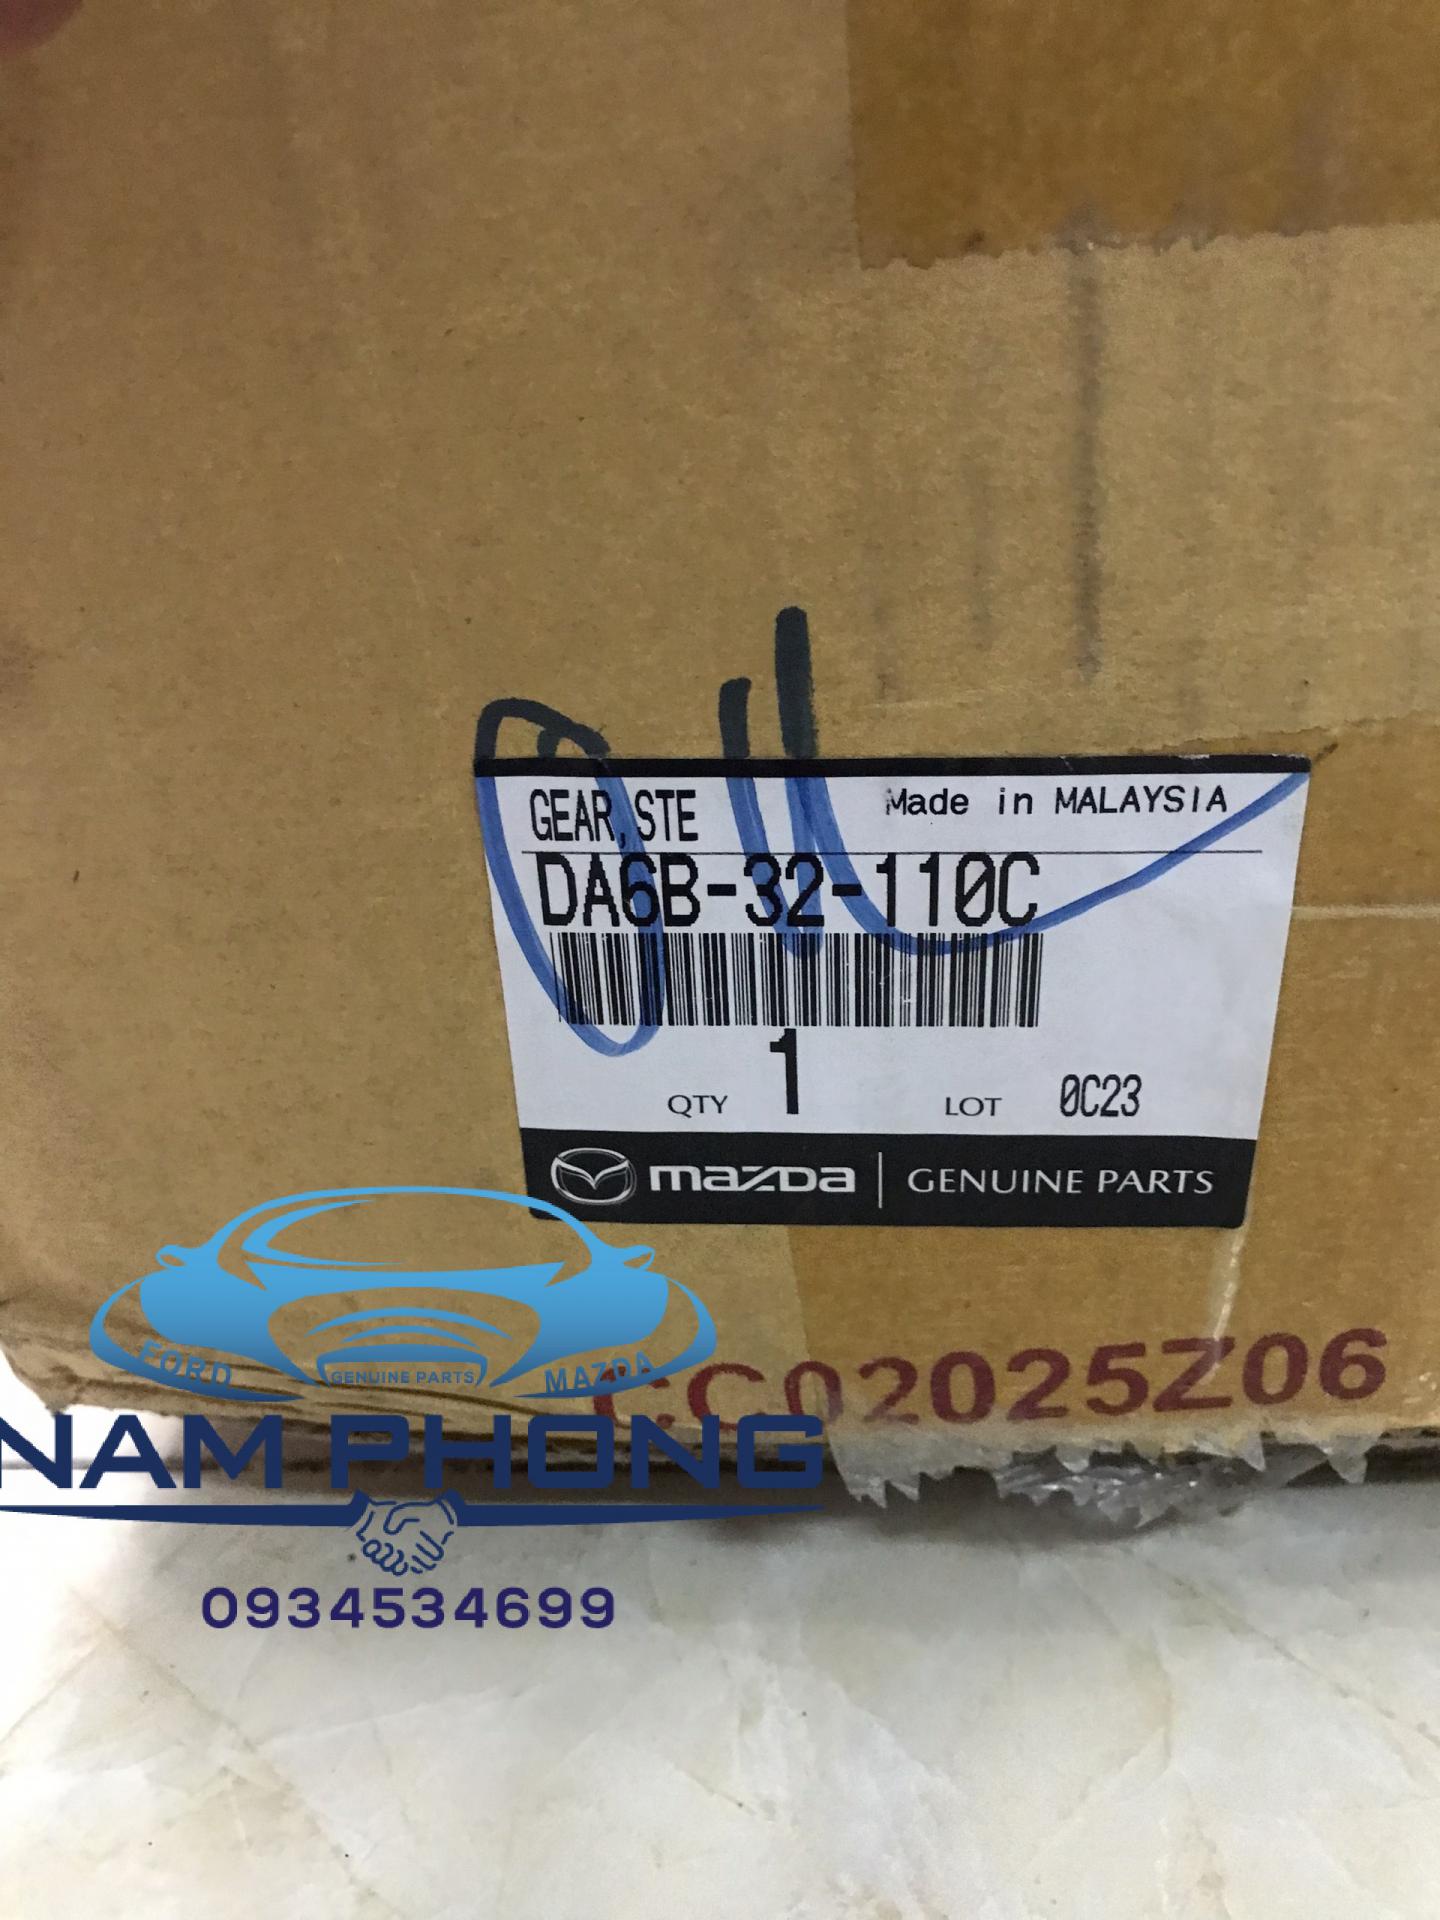 GEAR, STE
Made in MALAYSIA
DA6B-32-110C
QTY 1 LOT 0C23
mazda | GENUINE PARTS
CC02025Z06
FORD GENUINE PARTS MAZDA
NAM PHONG
0934534699